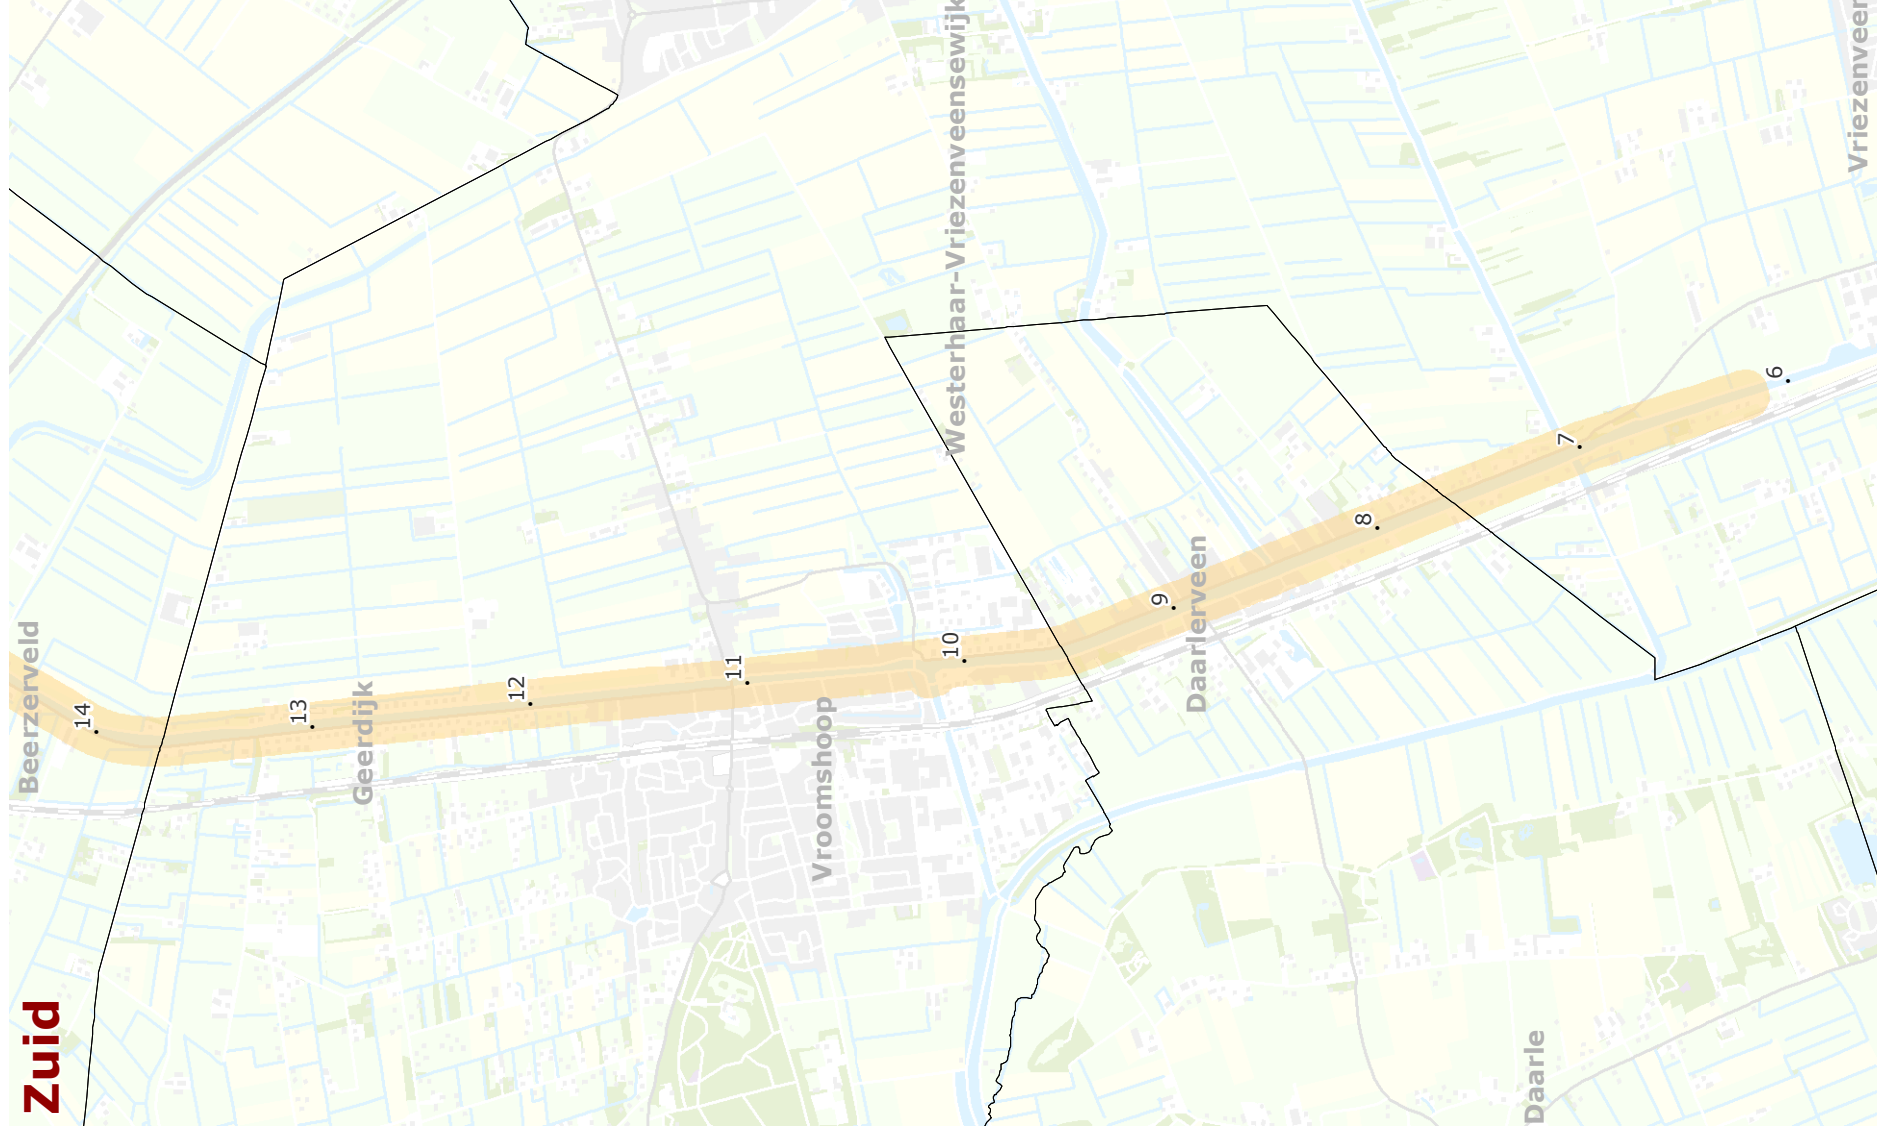 Zuid
Beerzerveld
14
13
Geerdijk
12
11
Vroomshoop
10
Westerhaar-Vriezenveensewijk
9
Daarlerveen
8
Daarle
7
6
Vriezenveen